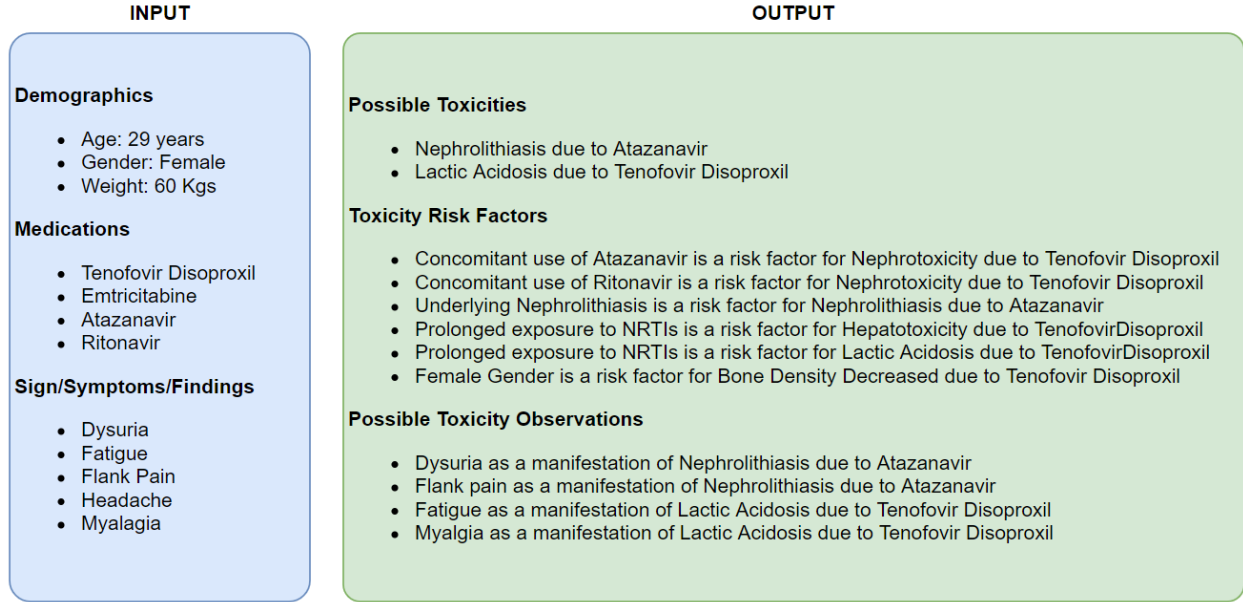 INPUT
Demographics
Age: 29 years
Gender: Female
Weight: 60 Kgs
Medications
Tenofovir Disoproxil
Emtricitabine
Atazanavir
Ritonavir
Sign/Symptoms/Findings
Dysuria
Fatigue
Flank Pain
Headache
Myalagia
OUTPUT
Possible Toxicities
Nephrolithiasis due to Atazanavir
Lactic Acidosis due to Tenofovir Disoproxil
Toxicity Risk Factors
Concomitant use of Atazanavir is a risk factor for Nephrotoxicity due to Tenofovir Disoproxil
Concomitant use of Ritonavir is a risk factor for Nephrotoxicity due to Tenofovir Disoproxil
Underlying Nephrolithiasis is a risk factor for Nephrolithiasis due to Atazanavir
Prolonged exposure to NRTIs is a risk factor for Hepatotoxicity due to TenofovirDisoproxil
Prolonged exposure to NRTIs is a risk factor for Lactic Acidosis due to TenofovirDisoproxil
Female Gender is a risk factor for Bone Density Decreased due to Tenofovir Disoproxil
Possible Toxicity Observations
Dysuria as a manifestation of Nephrolithiasis due to Atazanavir
Flank pain as a manifestation of Nephrolithiasis due to Atazanavir
Fatigue as a manifestation of Lactic Acidosis due to Tenofovir Disoproxil
Myalgia as a manifestation of Lactic Acidosis due to Tenofovir Disoproxil